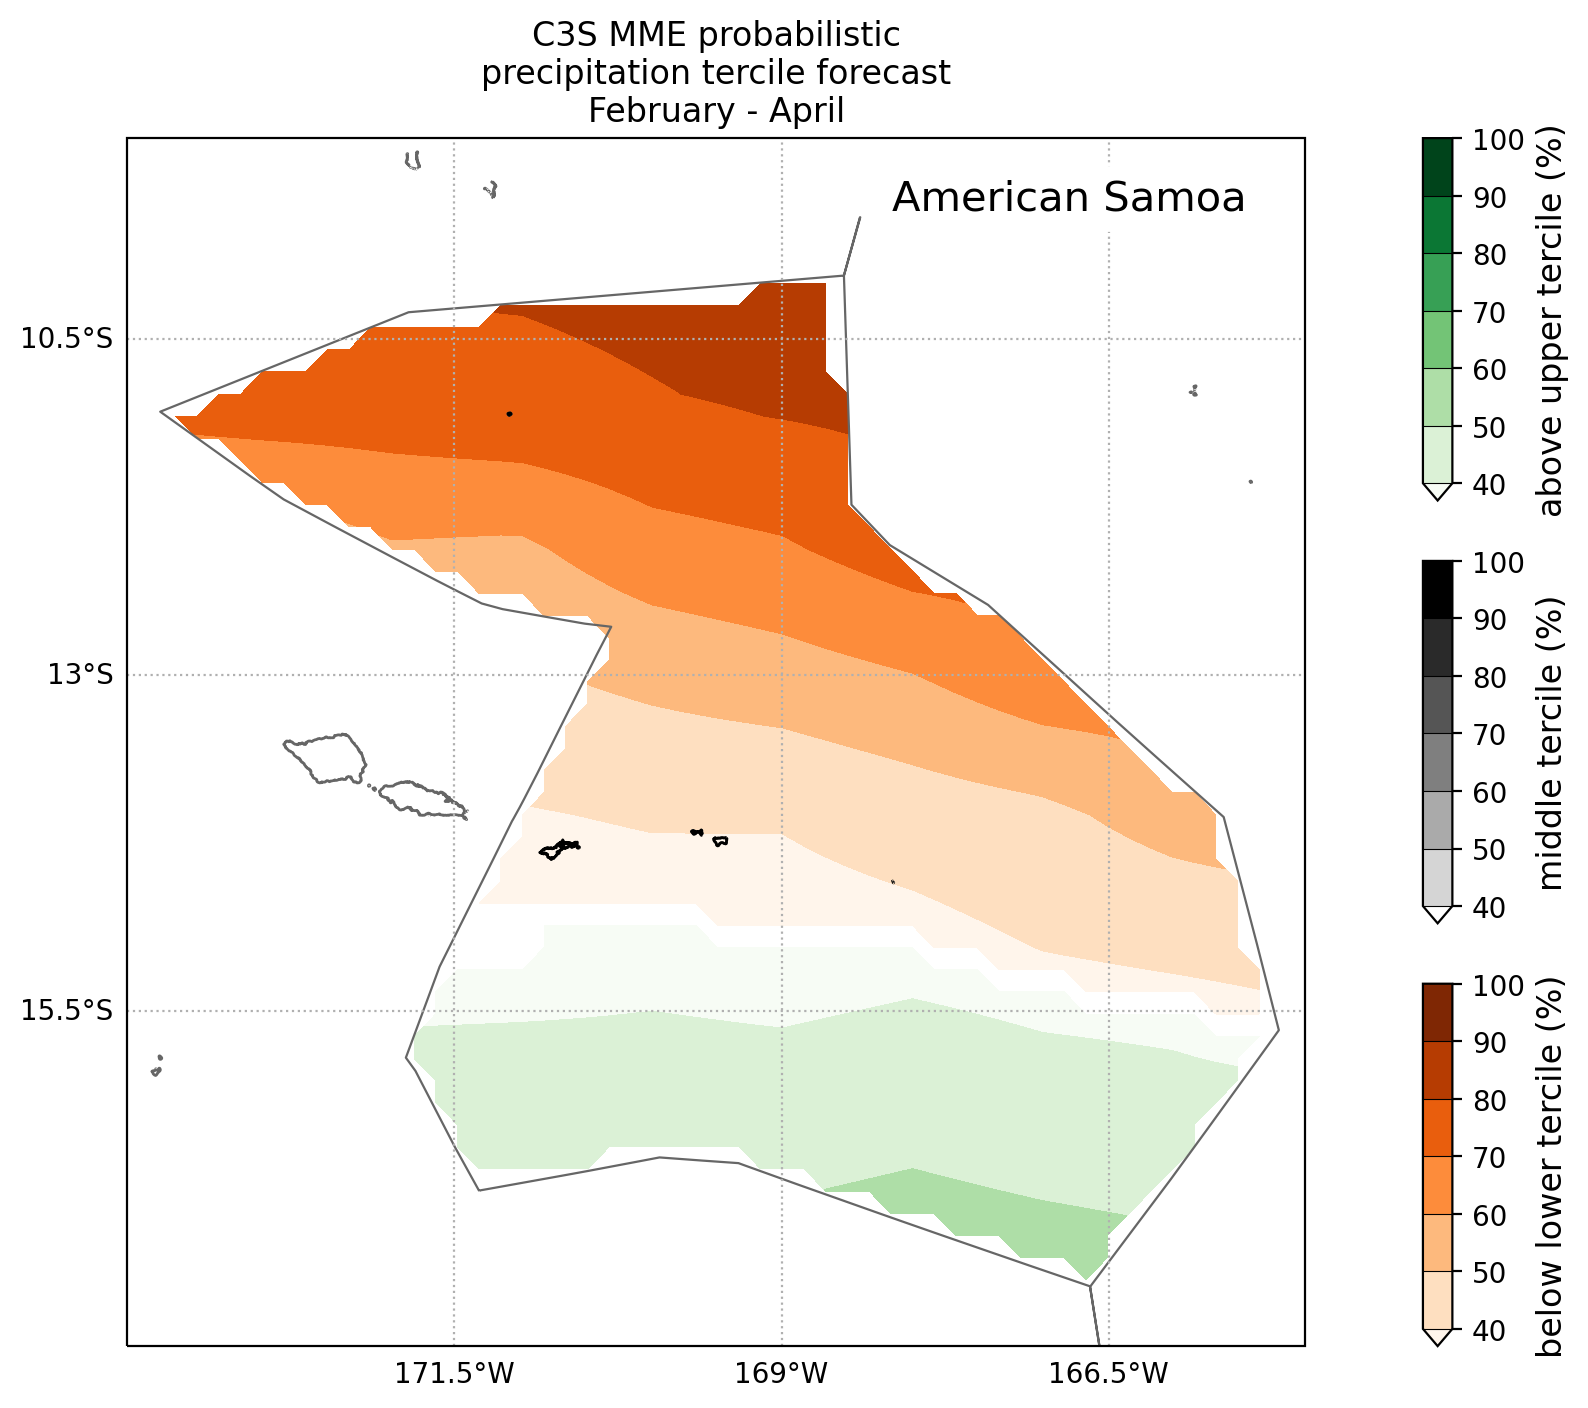 C3S MME probabilistic
precipitation tercile forecast
February - April
American Samoa
10.5°S
13°S
15.5°S
171.5°W
169°W
166.5°W
100
90
80
70
60
50
40
above upper tercile (%)
100
90
80
70
60
50
40
middle tercile (%)
100
90
80
70
60
50
40
below lower tercile (%)